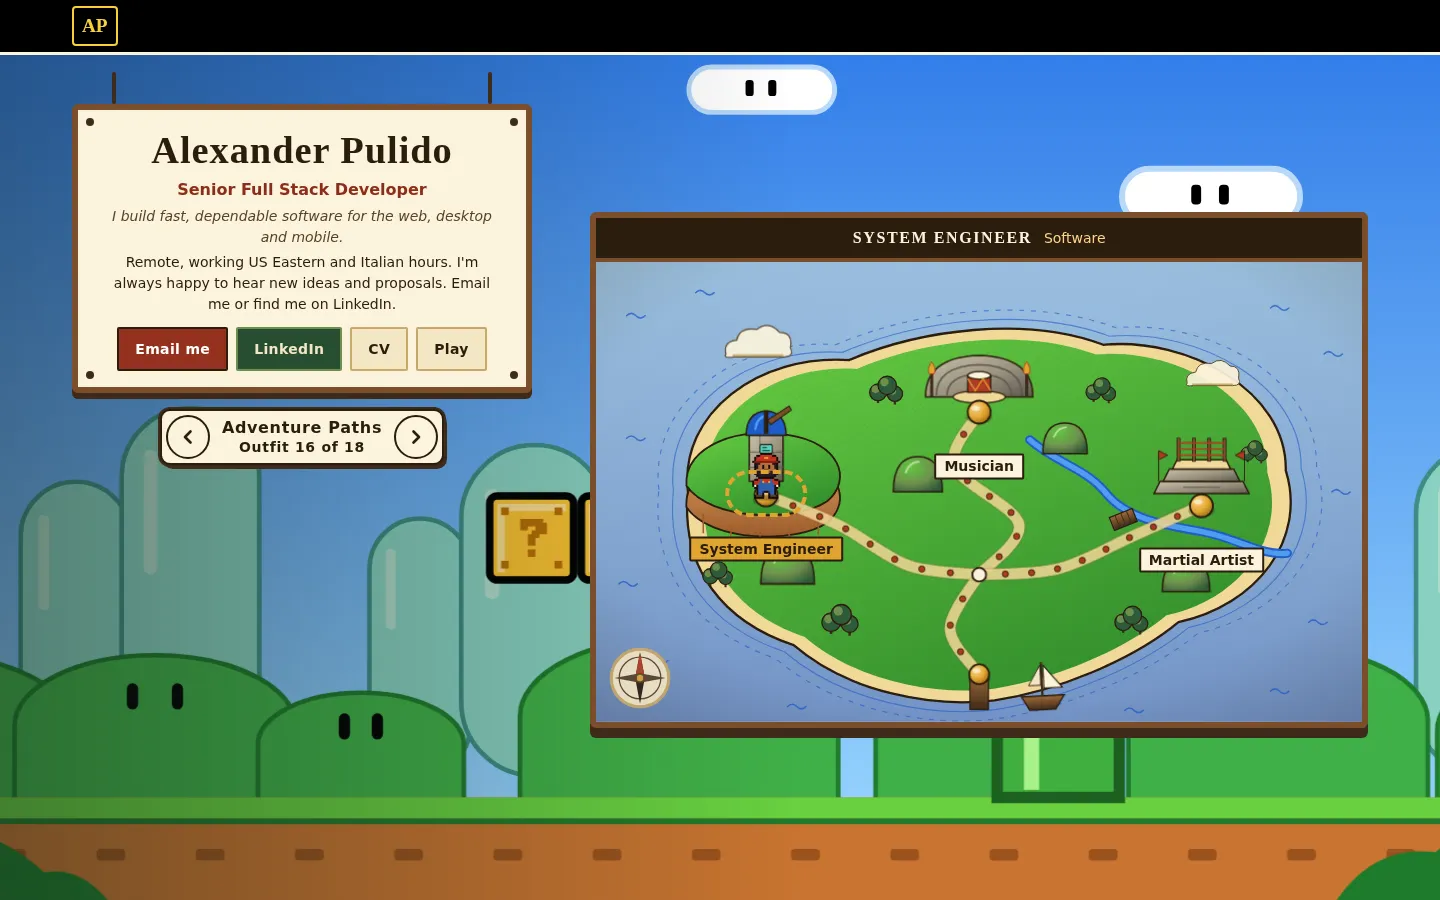 AP
Alexander Pulido
Senior Full Stack Developer
I build fast, dependable software for the web, desktop
and mobile.
Remote, working US Eastern and Italian hours. I'm
always happy to hear new ideas and proposals. Email
me or find me on LinkedIn.
Email me
LinkedIn
CV
Play
Adventure Paths
Outfit 16 of 18
?
SYSTEM ENGINEER Software
Musician
System Engineer
Martial Artist